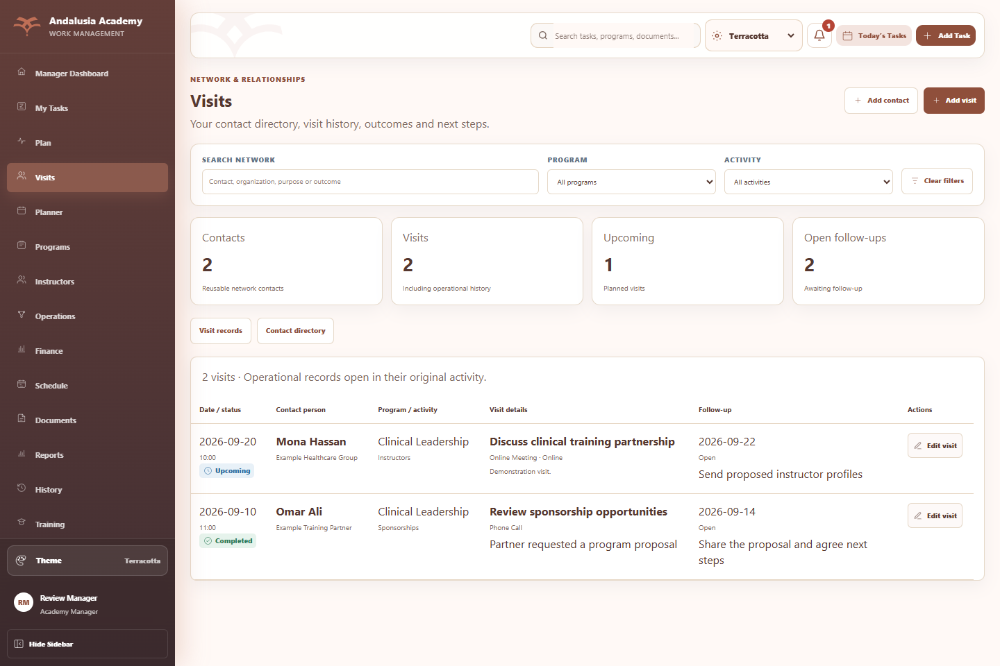 Andalusia Academy
WORK MANAGEMENT
Manager Dashboard
My Tasks
Plan
Visits
Planner
Programs
Instructors
Operations
Finance
Schedule
Documents
Reports
History
Training
Theme Terracotta
RM
Review Manager
Academy Manager
Hide Sidebar
Search tasks, programs, documents...
Terracotta
1
Today's Tasks
Add Task
NETWORK & RELATIONSHIPS
Visits
Your contact directory, visit history, outcomes and next steps.
Add contact
Add visit
SEARCH NETWORK
Contact, organization, purpose or outcome
PROGRAM
All programs
ACTIVITY
All activities
Clear filters
Contacts
2
Reusable network contacts
Visits
2
Including operational history
Upcoming
1
Planned visits
Open follow-ups
2
Awaiting follow-up
Visit records
Contact directory
2 visits · Operational records open in their original activity.
Date / status Contact person Program / activity Visit details Follow-up Actions
2026-09-20
10:00
Upcoming
Mona Hassan
Example Healthcare Group
Clinical Leadership
Instructors
Discuss clinical training partnership
Online Meeting · Online
Demonstration visit.
2026-09-22
Open
Send proposed instructor profiles
Edit visit
2026-09-10
11:00
Completed
Omar Ali
Example Training Partner
Clinical Leadership
Sponsorships
Review sponsorship opportunities
Phone Call
Partner requested a program proposal
2026-09-14
Open
Share the proposal and agree next
steps
Edit visit